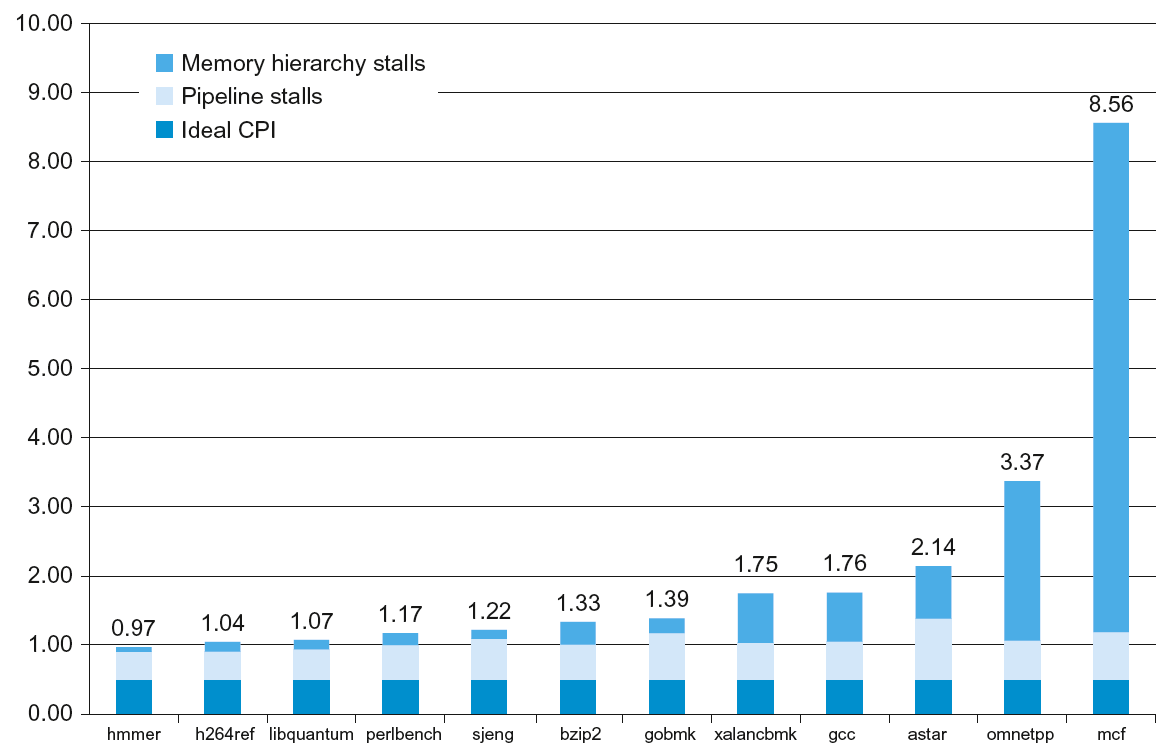 10.00
9.00
8.00
7.00
6.00
5.00
4.00
3.00
2.00
1.00
0.00
Memory hierarchy stalls
Pipeline stalls
Ideal CPI
0.97
1.04
1.07
1.17
1.22
1.33
1.39
1.75
1.76
2.14
3.37
8.56
hmmer
h264ref
libquantum
perlbench
sjeng
bzip2
gobmk
xalancbmk
gcc
astar
omnetpp
mcf